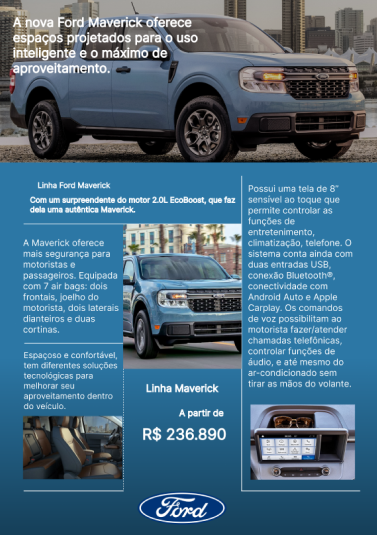 A nova Ford Maverick oferece
espaços projetados para o uso
inteligente e o máximo de
aproveitamento.
Linha Ford Maverick
Com um surpreendente do motor 2.0L EcoBoost, que faz
dela uma autêntica Maverick.
A Maverick oferece
mais segurança para
motoristas e
passageiros. Equipada
com 7 air bags: dois
frontais, joelho do
motorista, dois laterais
dianteiros e duas
cortinas.
Espaçoso e confortável,
tem diferentes soluções
tecnológicas para
melhorar seu
aproveitamento dentro
do veículo.
Linha Maverick
A partir de
R$ 236.890
Possui uma tela de 8"
sensível ao toque que
permite controlar as
funções de
entretenimento,
climatização, telefone. O
sistema conta ainda com
duas entradas USB,
conexão Bluetooth®,
conectividade com
Android Auto e Apple
Carplay. Os comandos
de voz possibilitam ao
motorista fazer/atender
chamadas telefônicas,
controlar funções de
áudio, e até mesmo do
ar-condicionado sem
tirar as mãos do volante.
Ford